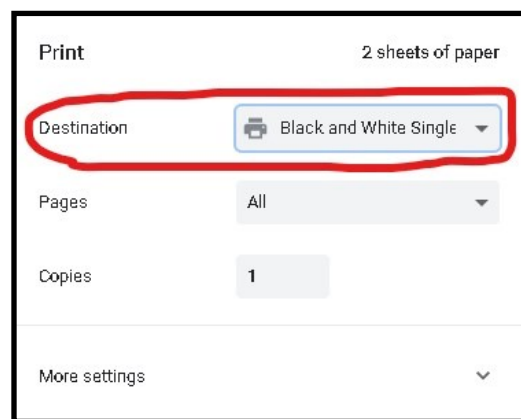 Print 2 sheets of paper
Destination Black and White Single
Pages All
Copies 1
More settings